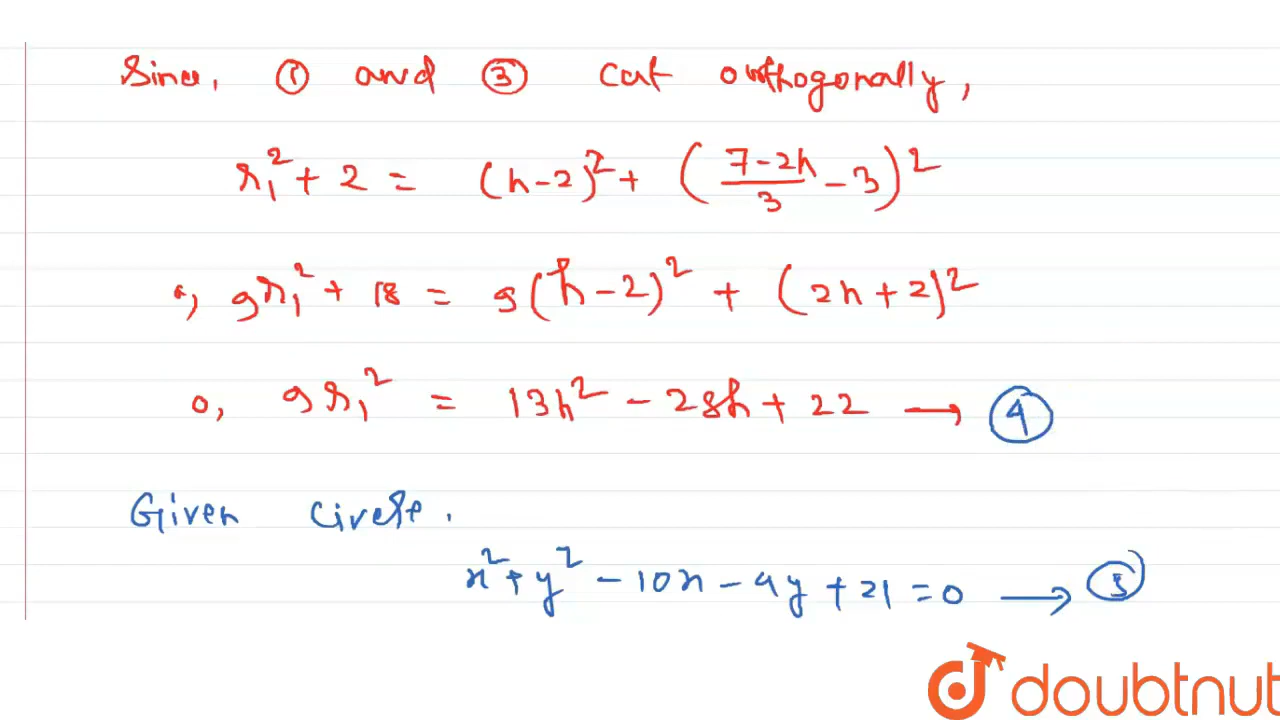 Since, ① and ③ cut orthogonally,
r₁² + 2 = (h-2)² + ((7-2h)/3 - 3)²
or, 9r₁² + 18 = 9(h-2)² + (2h+2)²
o, 9r₁² = 13h² - 28h + 22 → ④
Given Circle.
x² + y² - 10x - 4y + 21 = 0 → ⑤
doubtnut